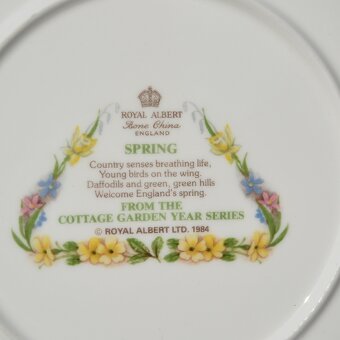 ROYAL ALBERT
Bone China
ENGLAND
SPRING
Country senses breathing life,
Young birds on the wing.
Daffodils and green, green hills
Welcome England's spring.
FROM THE
COTTAGE GARDEN YEAR SERIES
© ROYAL ALBERT LTD. 1984